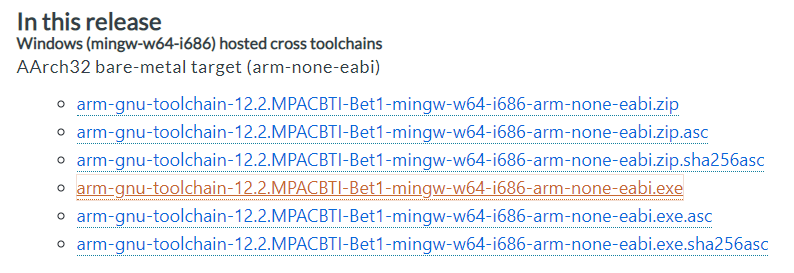 In this release
Windows (mingw-w64-i686) hosted cross toolchains
AArch32 bare-metal target (arm-none-eabi)
arm-gnu-toolchain-12.2.MPACBTI-Bet1-mingw-w64-i686-arm-none-eabi.zip
arm-gnu-toolchain-12.2.MPACBTI-Bet1-mingw-w64-i686-arm-none-eabi.zip.asc
arm-gnu-toolchain-12.2.MPACBTI-Bet1-mingw-w64-i686-arm-none-eabi.zip.sha256asc
arm-gnu-toolchain-12.2.MPACBTI-Bet1-mingw-w64-i686-arm-none-eabi.exe
arm-gnu-toolchain-12.2.MPACBTI-Bet1-mingw-w64-i686-arm-none-eabi.exe.asc
arm-gnu-toolchain-12.2.MPACBTI-Bet1-mingw-w64-i686-arm-none-eabi.exe.sha256asc